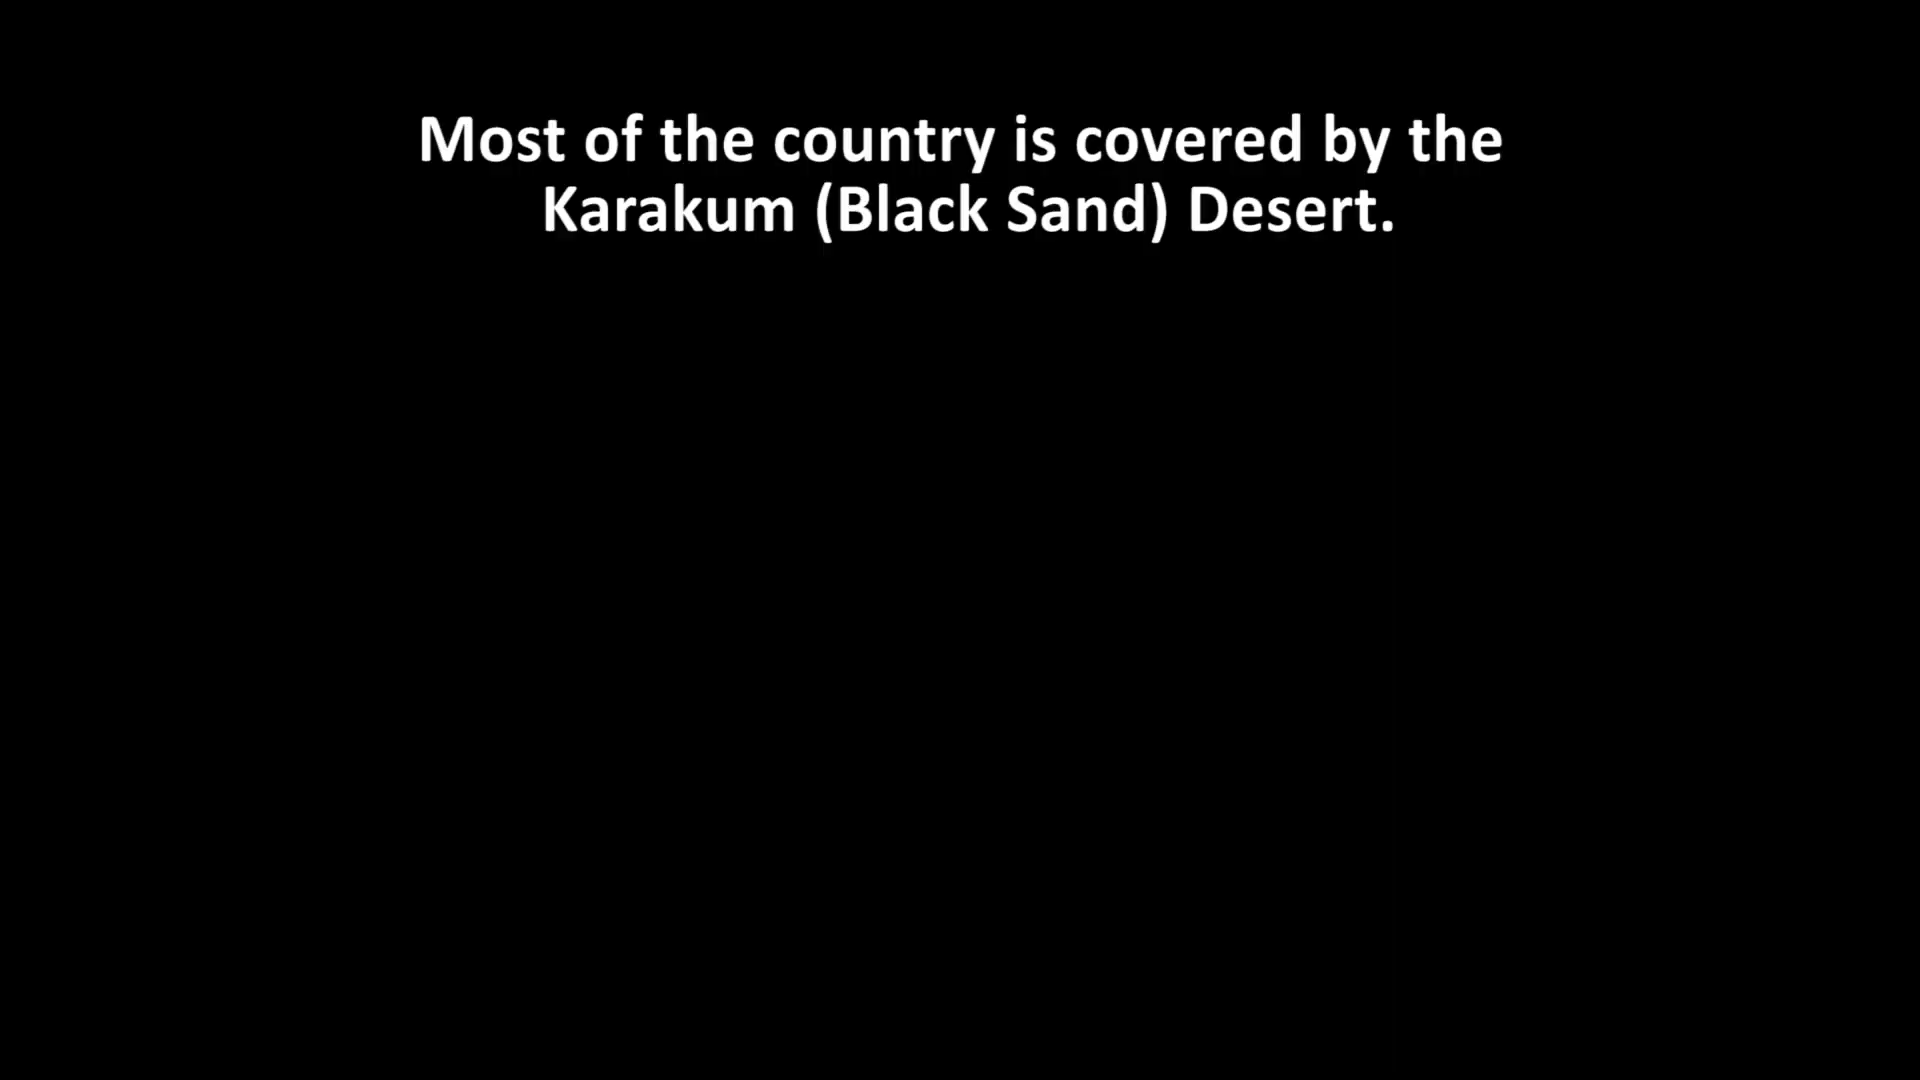 Most of the country is covered by the
Karakum (Black Sand) Desert.